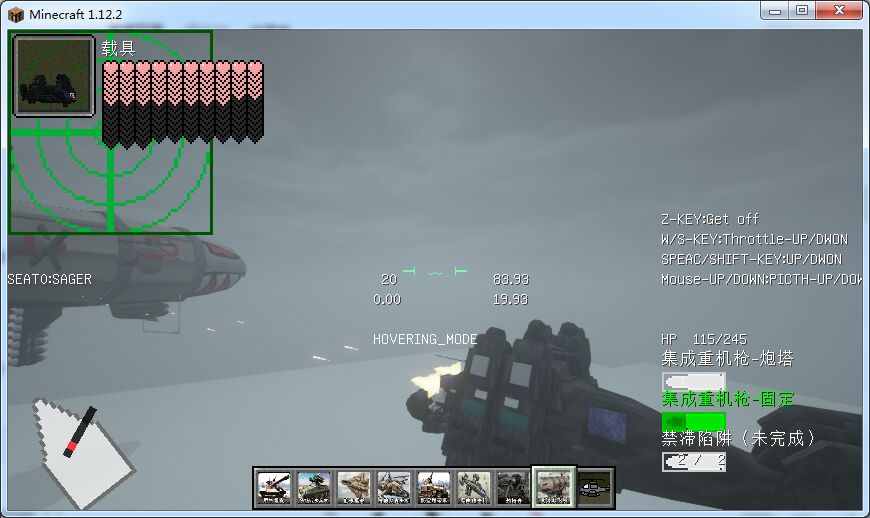 Minecraft 1.12.2
载具
Z-KEY:Get off
W/S-KEY:Throttle-UP/DWON
SPEAC/SHIFT-KEY:UP/DWON
Mouse-UP/DOWN:PICTH-UP/DOW
SEAT0:SAGER
20
83.93
0.00
19.93
HOVERING_MODE
HP 115/245
集成重机枪-炮塔
集成重机枪-固定
禁滞陷阱（未完成）
2 / 2